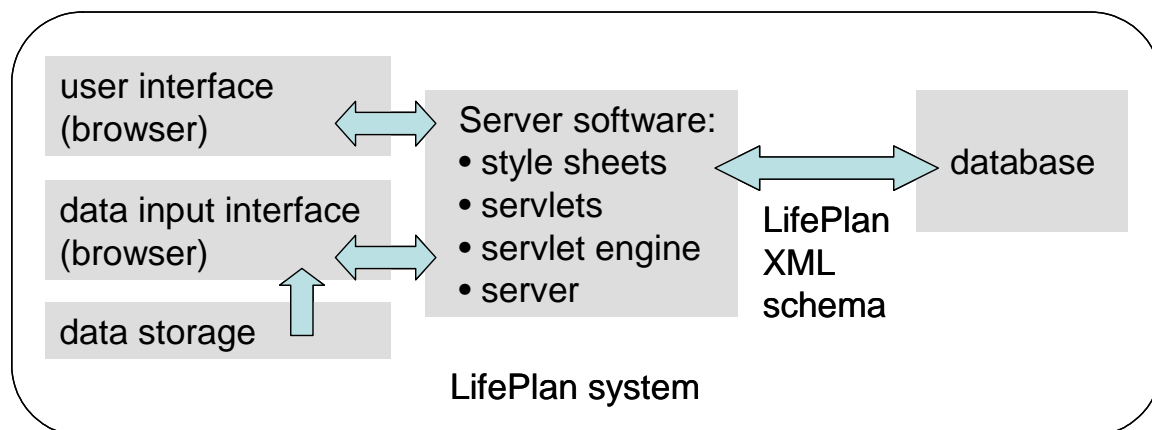 user interface
(browser)
data input interface
(browser)
data storage
Server software:
• style sheets
• servlets
• servlet engine
• server
LifePlan
XML
schema
database
LifePlan system